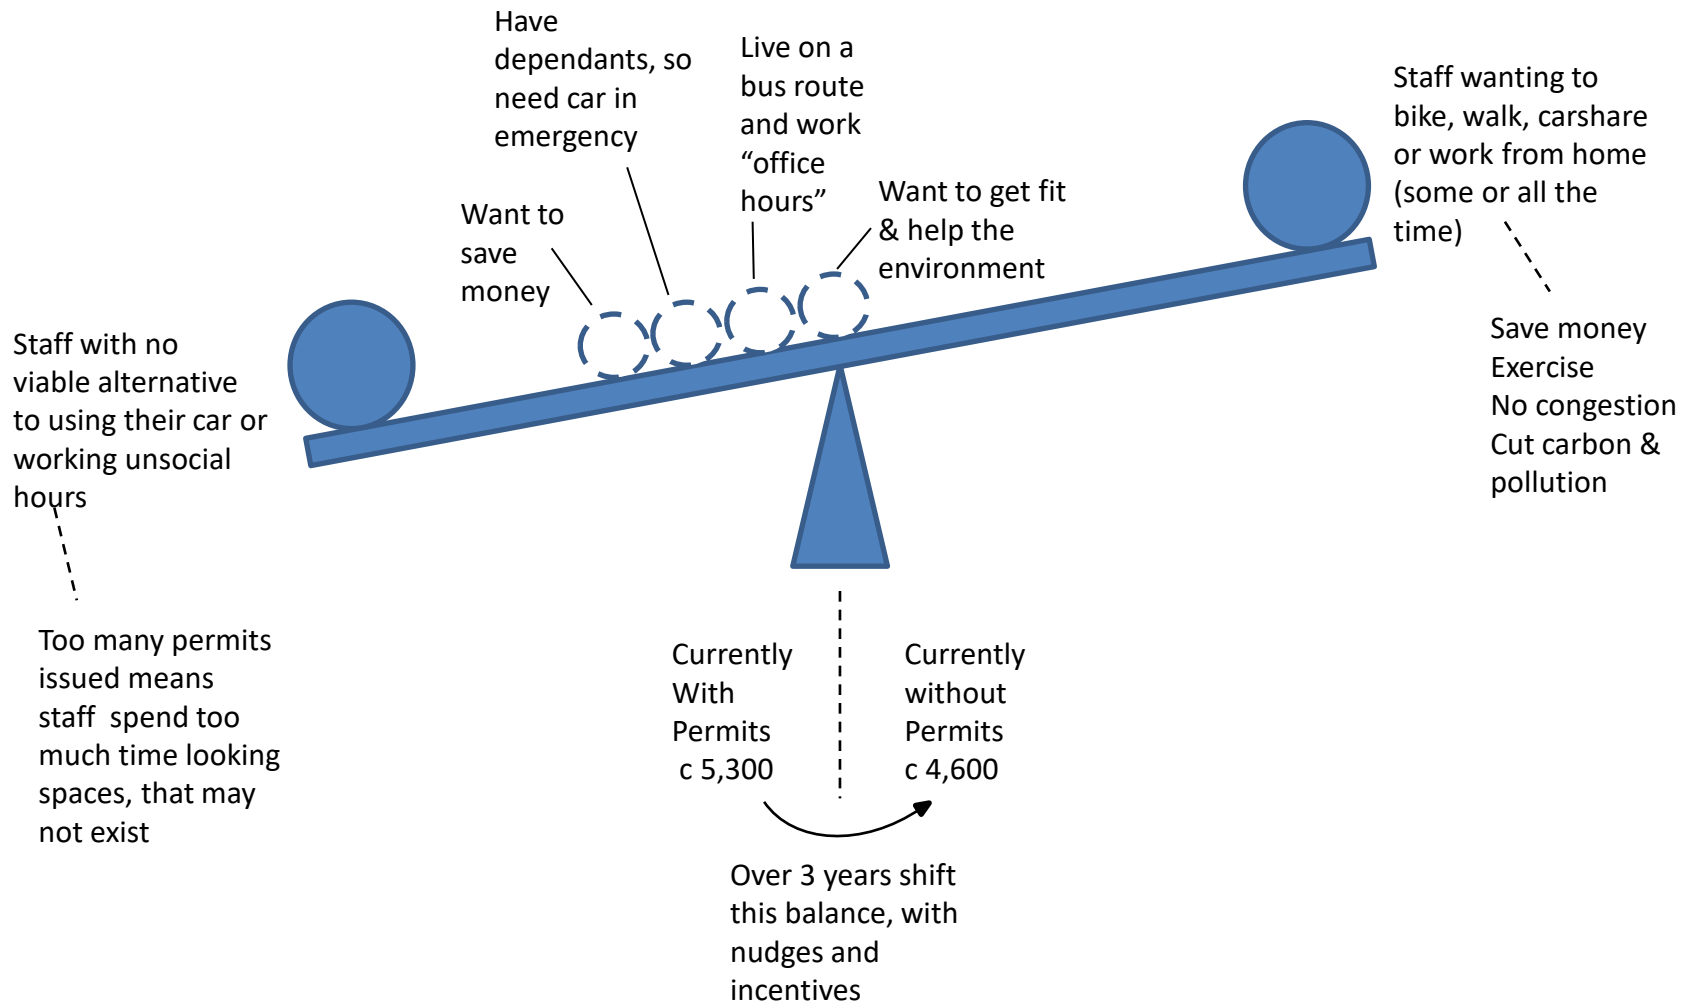 Have
dependants, so
need car in
emergency
Live on a
bus route
and work
“office
hours”
Staff wanting to
bike, walk, carshare
or work from home
(some or all the
time)
Want to
save
money
Want to get fit
& help the
environment
Staff with no
viable alternative
to using their car or
working unsocial
hours
Save money
Exercise
No congestion
Cut carbon &
pollution
Too many permits
issued means
staff  spend too
much time looking
spaces, that may
not exist
Currently
With
Permits
c 5,300
Currently
without
Permits
c 4,600
Over 3 years shift
this balance, with
nudges and
incentives